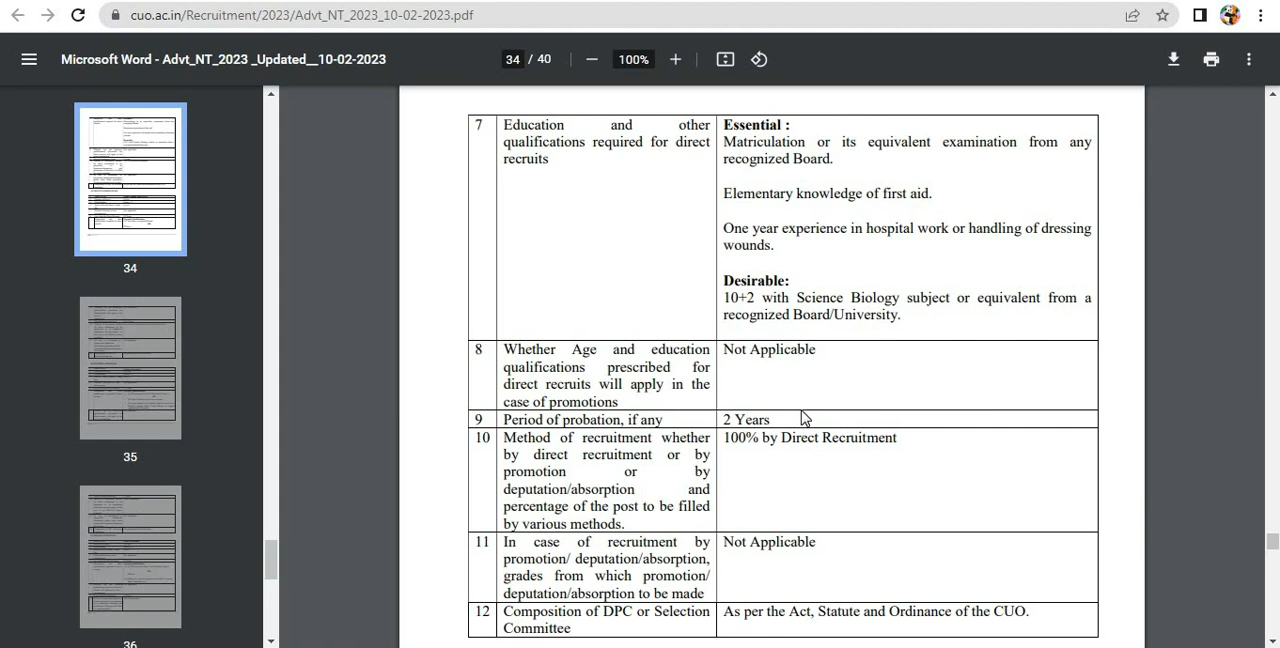 cuo.ac.in/Recruitment/2023/Advt_NT_2023_10-02-2023.pdf
Microsoft Word - Advt_NT_2023 _Updated__10-02-2023
34 / 40
100%
34
35
36
7 Education and other qualifications required for direct recruits
Essential :
Matriculation or its equivalent examination from any
recognized Board.
Elementary knowledge of first aid.
One year experience in hospital work or handling of dressing
wounds.
Desirable:
10+2 with Science Biology subject or equivalent from a
recognized Board/University.
8 Whether Age and education
qualifications prescribed for
direct recruits will apply in the
case of promotions
Not Applicable
9 Period of probation, if any
2 Years
10 Method of recruitment whether
by direct recruitment or by
promotion or by
deputation/absorption and
percentage of the post to be filled
by various methods.
100% by Direct Recruitment
11 In case of recruitment by
promotion/ deputation/absorption,
grades from which promotion/
deputation/absorption to be made
Not Applicable
12 Composition of DPC or Selection
Committee
As per the Act, Statute and Ordinance of the CUO.